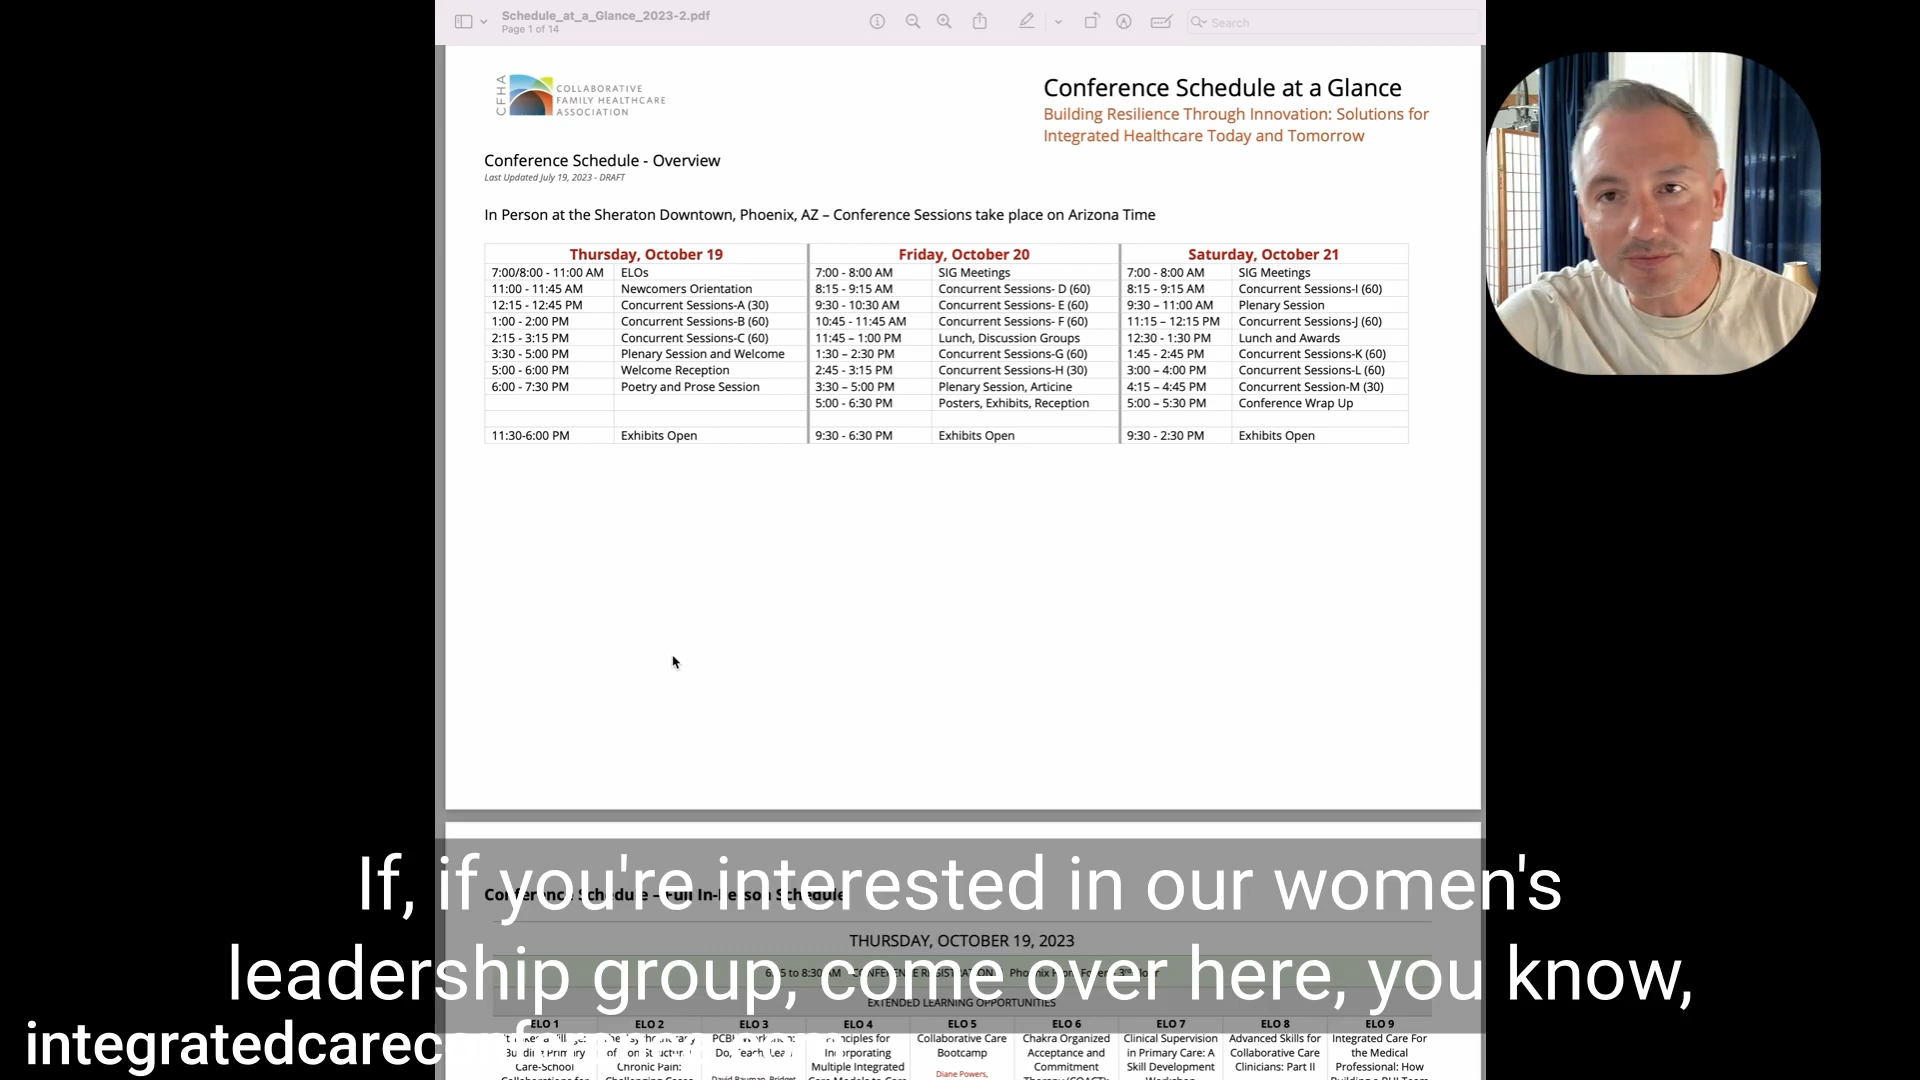 Schedule_at_a_Glance_2023-2.pdf
Page 1 of 14
Search
CFHA
COLLABORATIVE
FAMILY HEALTHCARE
ASSOCIATION
Conference Schedule at a Glance
Building Resilience Through Innovation: Solutions for
Integrated Healthcare Today and Tomorrow
Conference Schedule - Overview
Last Updated July 19, 2023 - DRAFT
In Person at the Sheraton Downtown, Phoenix, AZ – Conference Sessions take place on Arizona Time
Thursday, October 19 Friday, October 20 Saturday, October 21
7:00/8:00 - 11:00 AM ELOs 7:00 - 8:00 AM SIG Meetings 7:00 - 8:00 AM SIG Meetings
11:00 - 11:45 AM Newcomers Orientation 8:15 - 9:15 AM Concurrent Sessions- D (60) 8:15 - 9:15 AM Concurrent Sessions-I (60)
12:15 - 12:45 PM Concurrent Sessions-A (30) 9:30 - 10:30 AM Concurrent Sessions- E (60) 9:30 – 11:00 AM Plenary Session
1:00 - 2:00 PM Concurrent Sessions-B (60) 10:45 - 11:45 AM Concurrent Sessions- F (60) 11:15 – 12:15 PM Concurrent Sessions-J (60)
2:15 - 3:15 PM Concurrent Sessions-C (60) 11:45 – 1:00 PM Lunch, Discussion Groups 12:30 - 1:30 PM Lunch and Awards
3:30 - 5:00 PM Plenary Session and Welcome 1:30 – 2:30 PM Concurrent Sessions-G (60) 1:45 - 2:45 PM Concurrent Sessions-K (60)
5:00 - 6:00 PM Welcome Reception 2:45 - 3:15 PM Concurrent Sessions-H (30) 3:00 – 4:00 PM Concurrent Sessions-L (60)
6:00 - 7:30 PM Poetry and Prose Session 3:30 – 5:00 PM Plenary Session, Articine 4:15 – 4:45 PM Concurrent Session-M (30)
5:00 - 6:30 PM Posters, Exhibits, Reception 5:00 – 5:30 PM Conference Wrap Up
11:30-6:00 PM Exhibits Open 9:30 - 6:30 PM Exhibits Open 9:30 - 2:30 PM Exhibits Open
If, if you're interested in our women's
leadership group, come over here, you know,
Conference Schedule – Full In-Person Schedule
THURSDAY, OCTOBER 19, 2023
EXTENDED LEARNING OPPORTUNITIES
ELO 1 ELO 2 ELO 3 ELO 4 ELO 5 ELO 6 ELO 7 ELO 8 ELO 9
Collaborative Care Chakra Organized Clinical Supervision Advanced Skills for Integrated Care For
Building Primary Do, Teach, Lead Incorporating Bootcamp Acceptance and in Primary Care: A Collaborative Care the Medical
Care-School Chronic Pain: Multiple Integrated Commitment Skill Development Clinicians: Part II Professional: How
Diane Powers,